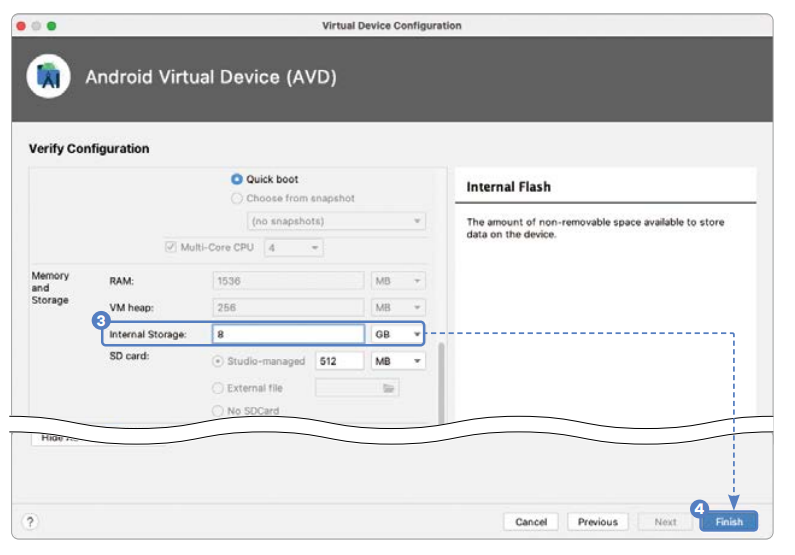 Virtual Device Configuration
Android Virtual Device (AVD)
Verify Configuration
Quick boot
Choose from snapshot
(no snapshots)
Multi-Core CPU 4
Memory and Storage
RAM: 1536 MB
VM heap: 256 MB
3
Internal Storage: 8 GB
SD card: Studio-managed 512 MB
External file
No SDCard
Hide
Internal Flash
The amount of non-removable space available to store
data on the device.
?
Cancel Previous Next 4 Finish